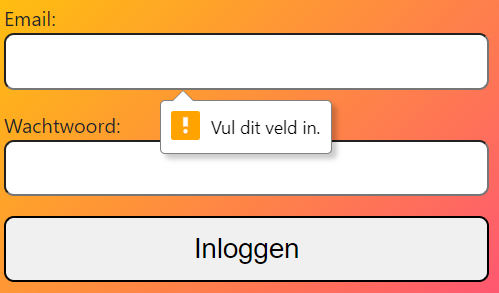 Email:
Vul dit veld in.
Wachtwoord:
Inloggen